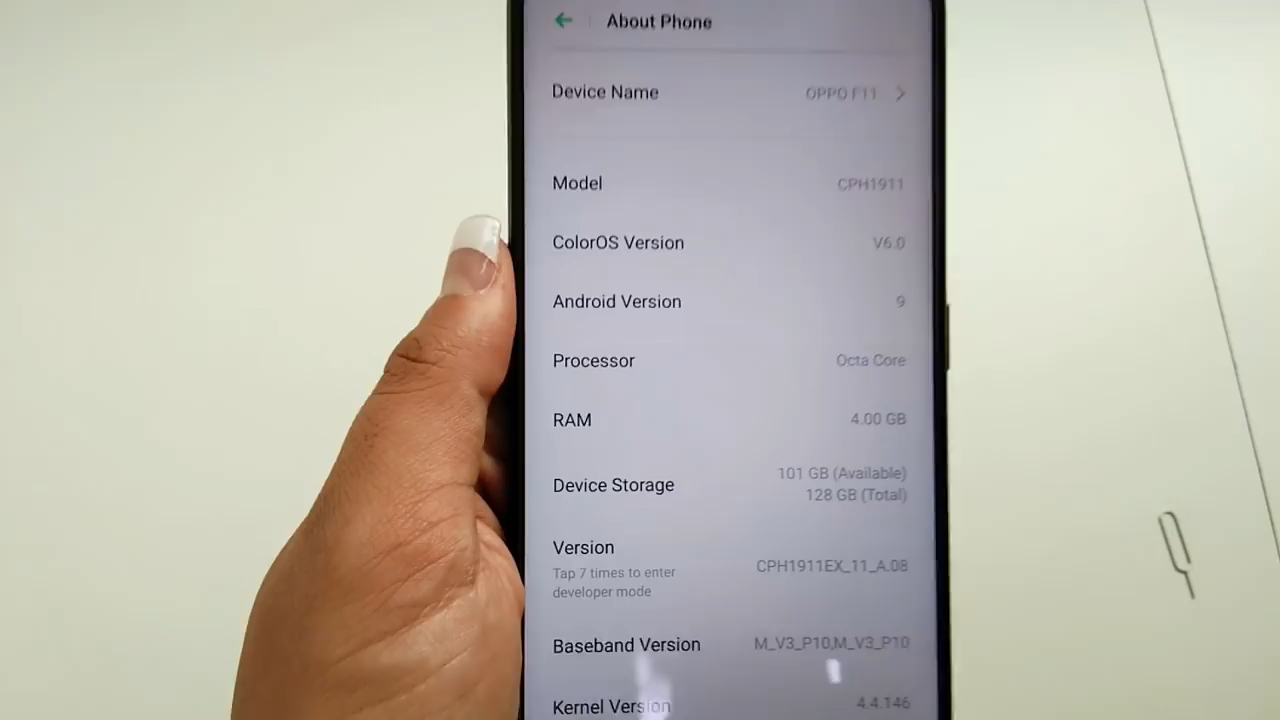 About Phone
Device Name OPPO F11
Model CPH1911
ColorOS Version V6.0
Android Version 9
Processor Octa Core
RAM 4.00 GB
Device Storage 101 GB (Available)
128 GB (Total)
Version CPH1911EX_11_A.08
Tap 7 times to enter
developer mode
Baseband Version M_V3_P10,M_V3_P10
Kernel Version 4.4.146